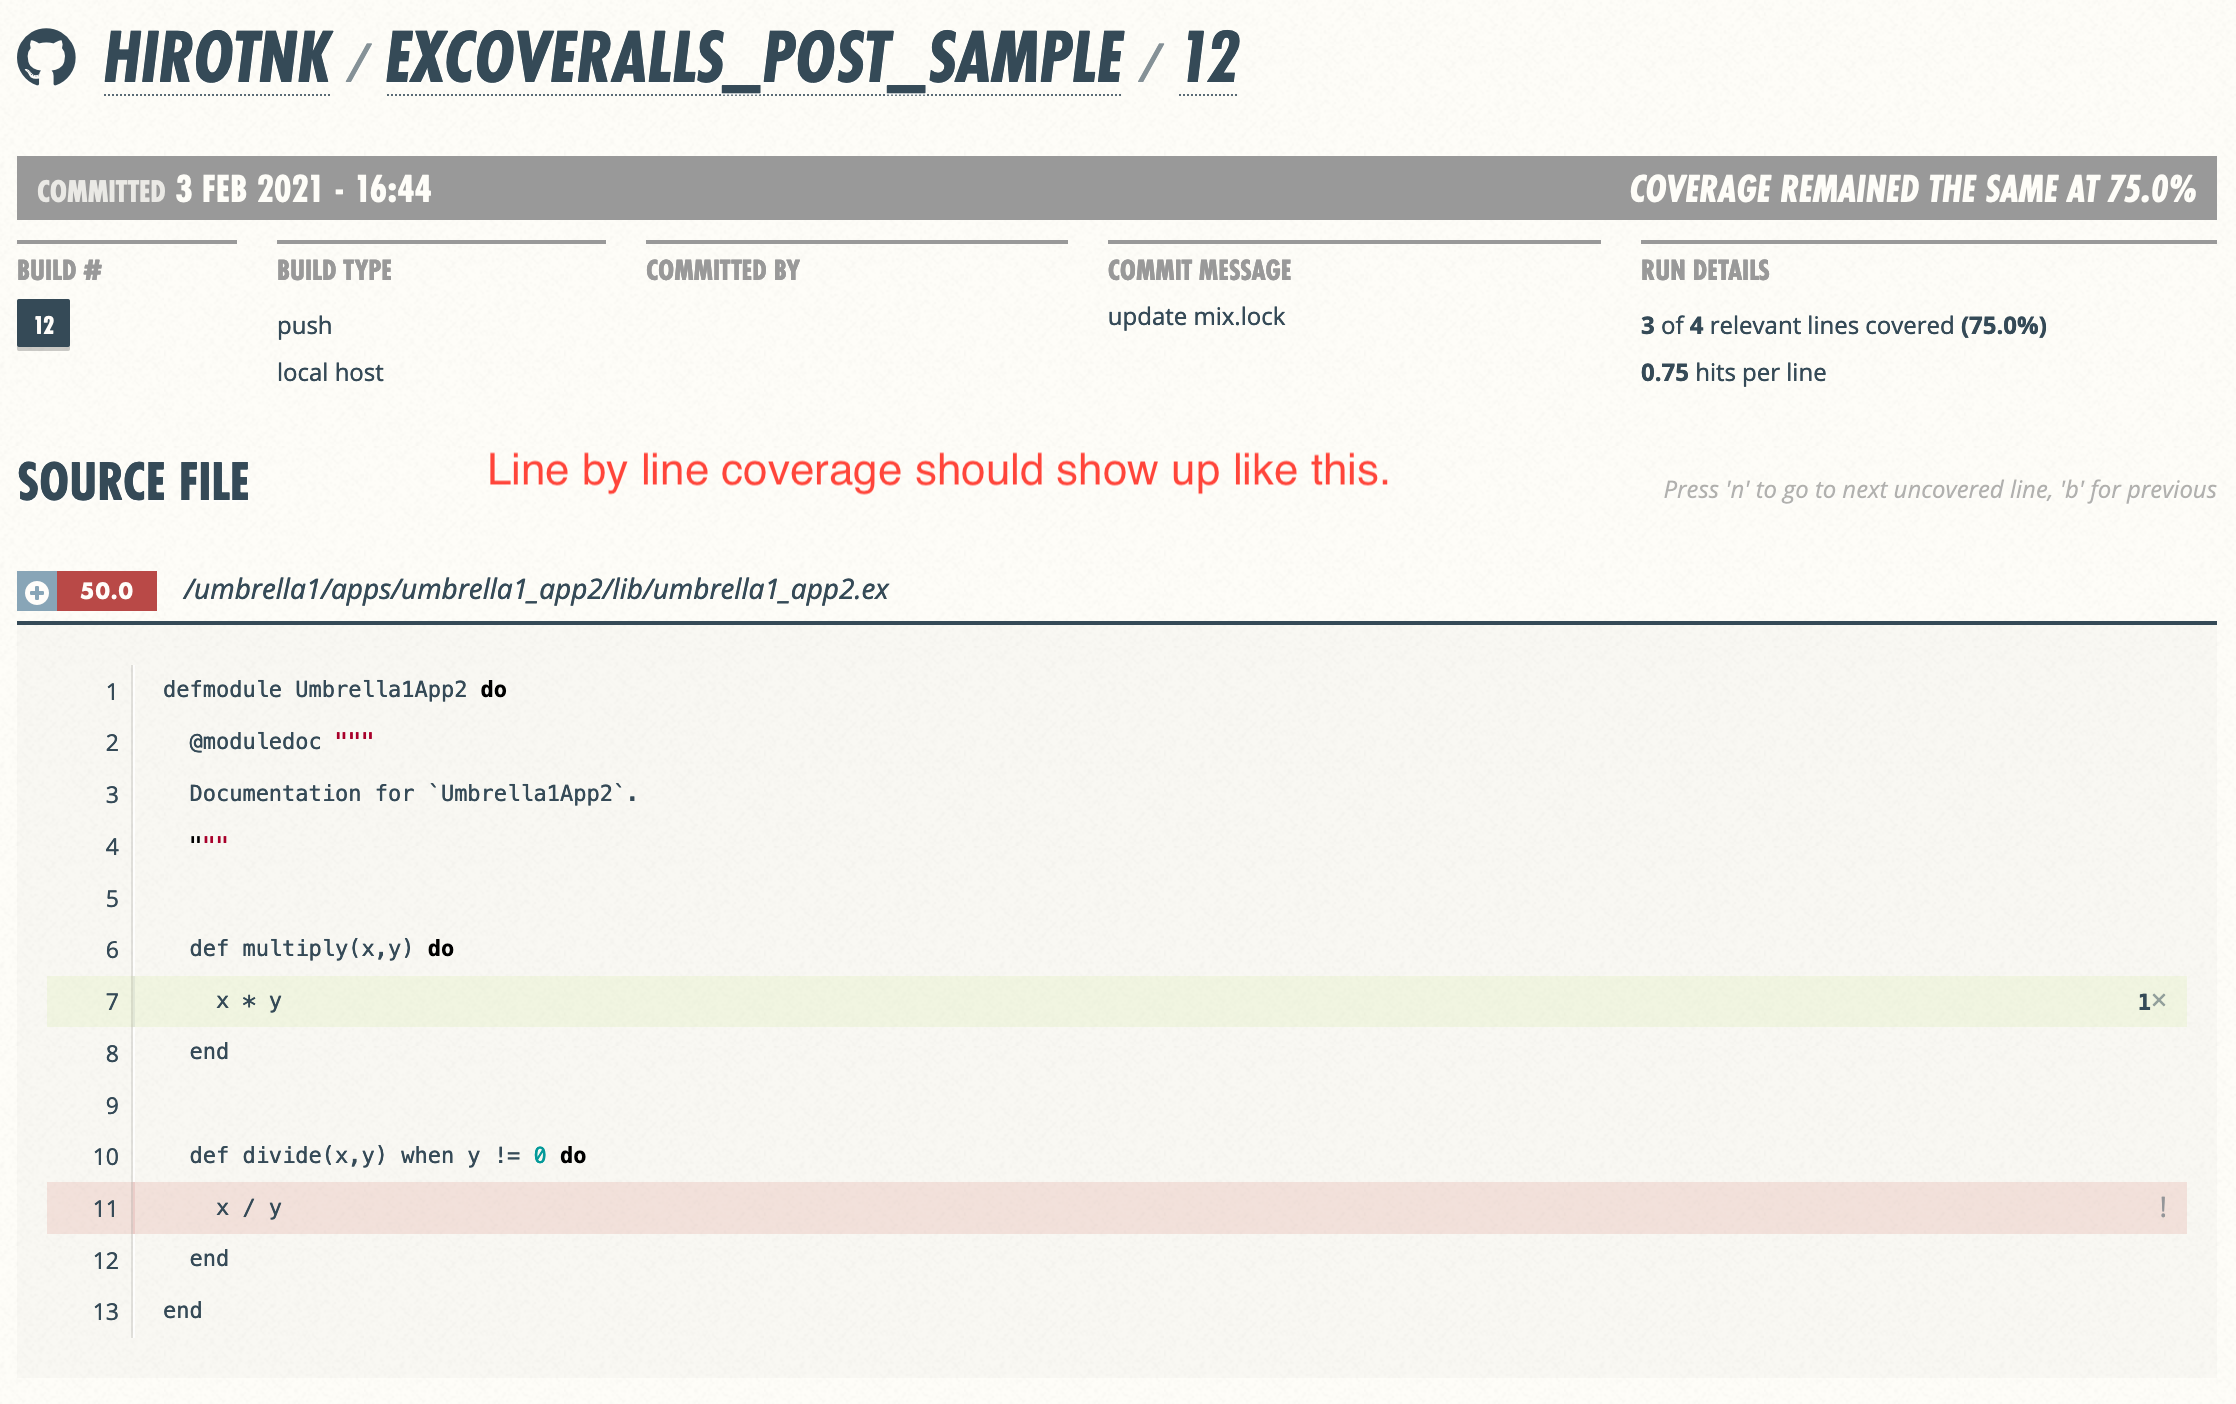 HIROTNK / EXCOVERALLS_POST_SAMPLE / 12
COMMITTED 3 FEB 2021 - 16:44
COVERAGE REMAINED THE SAME AT 75.0%
BUILD #
12
BUILD TYPE
push
local host
COMMITTED BY
COMMIT MESSAGE
update mix.lock
RUN DETAILS
3 of 4 relevant lines covered (75.0%)
0.75 hits per line
SOURCE FILE
Line by line coverage should show up like this.
Press 'n' to go to next uncovered line, 'b' for previous
50.0 /umbrella1/apps/umbrella1_app2/lib/umbrella1_app2.ex
1 defmodule Umbrella1App2 do
2   @moduledoc """
3   Documentation for `Umbrella1App2`.
4   """
5
6   def multiply(x,y) do
7     x * y 1×
8   end
9
10   def divide(x,y) when y != 0 do
11     x / y !
12   end
13 end